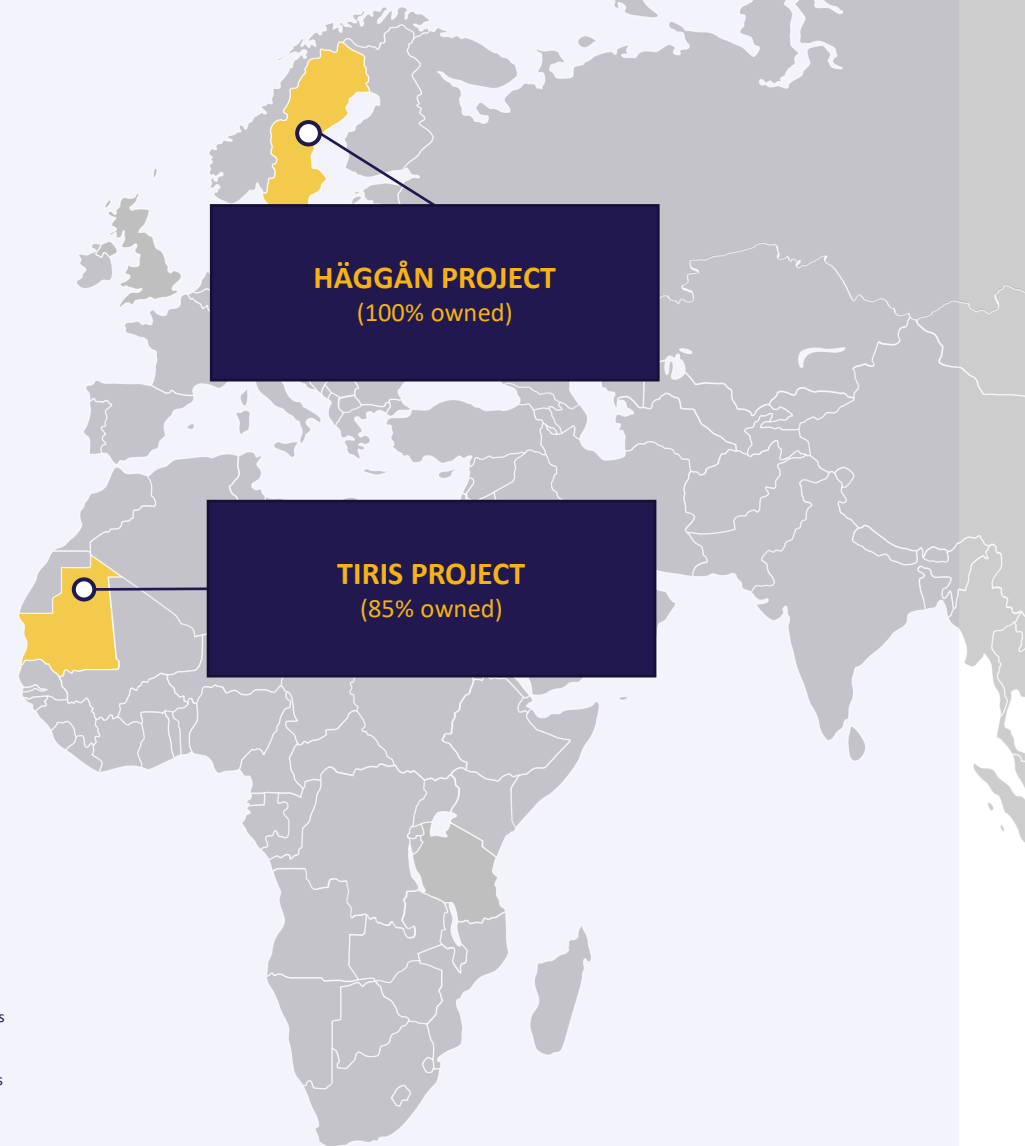 HÄGGÅN PROJECT
(100% owned)
TIRIS PROJECT
(85% owned)
s
s